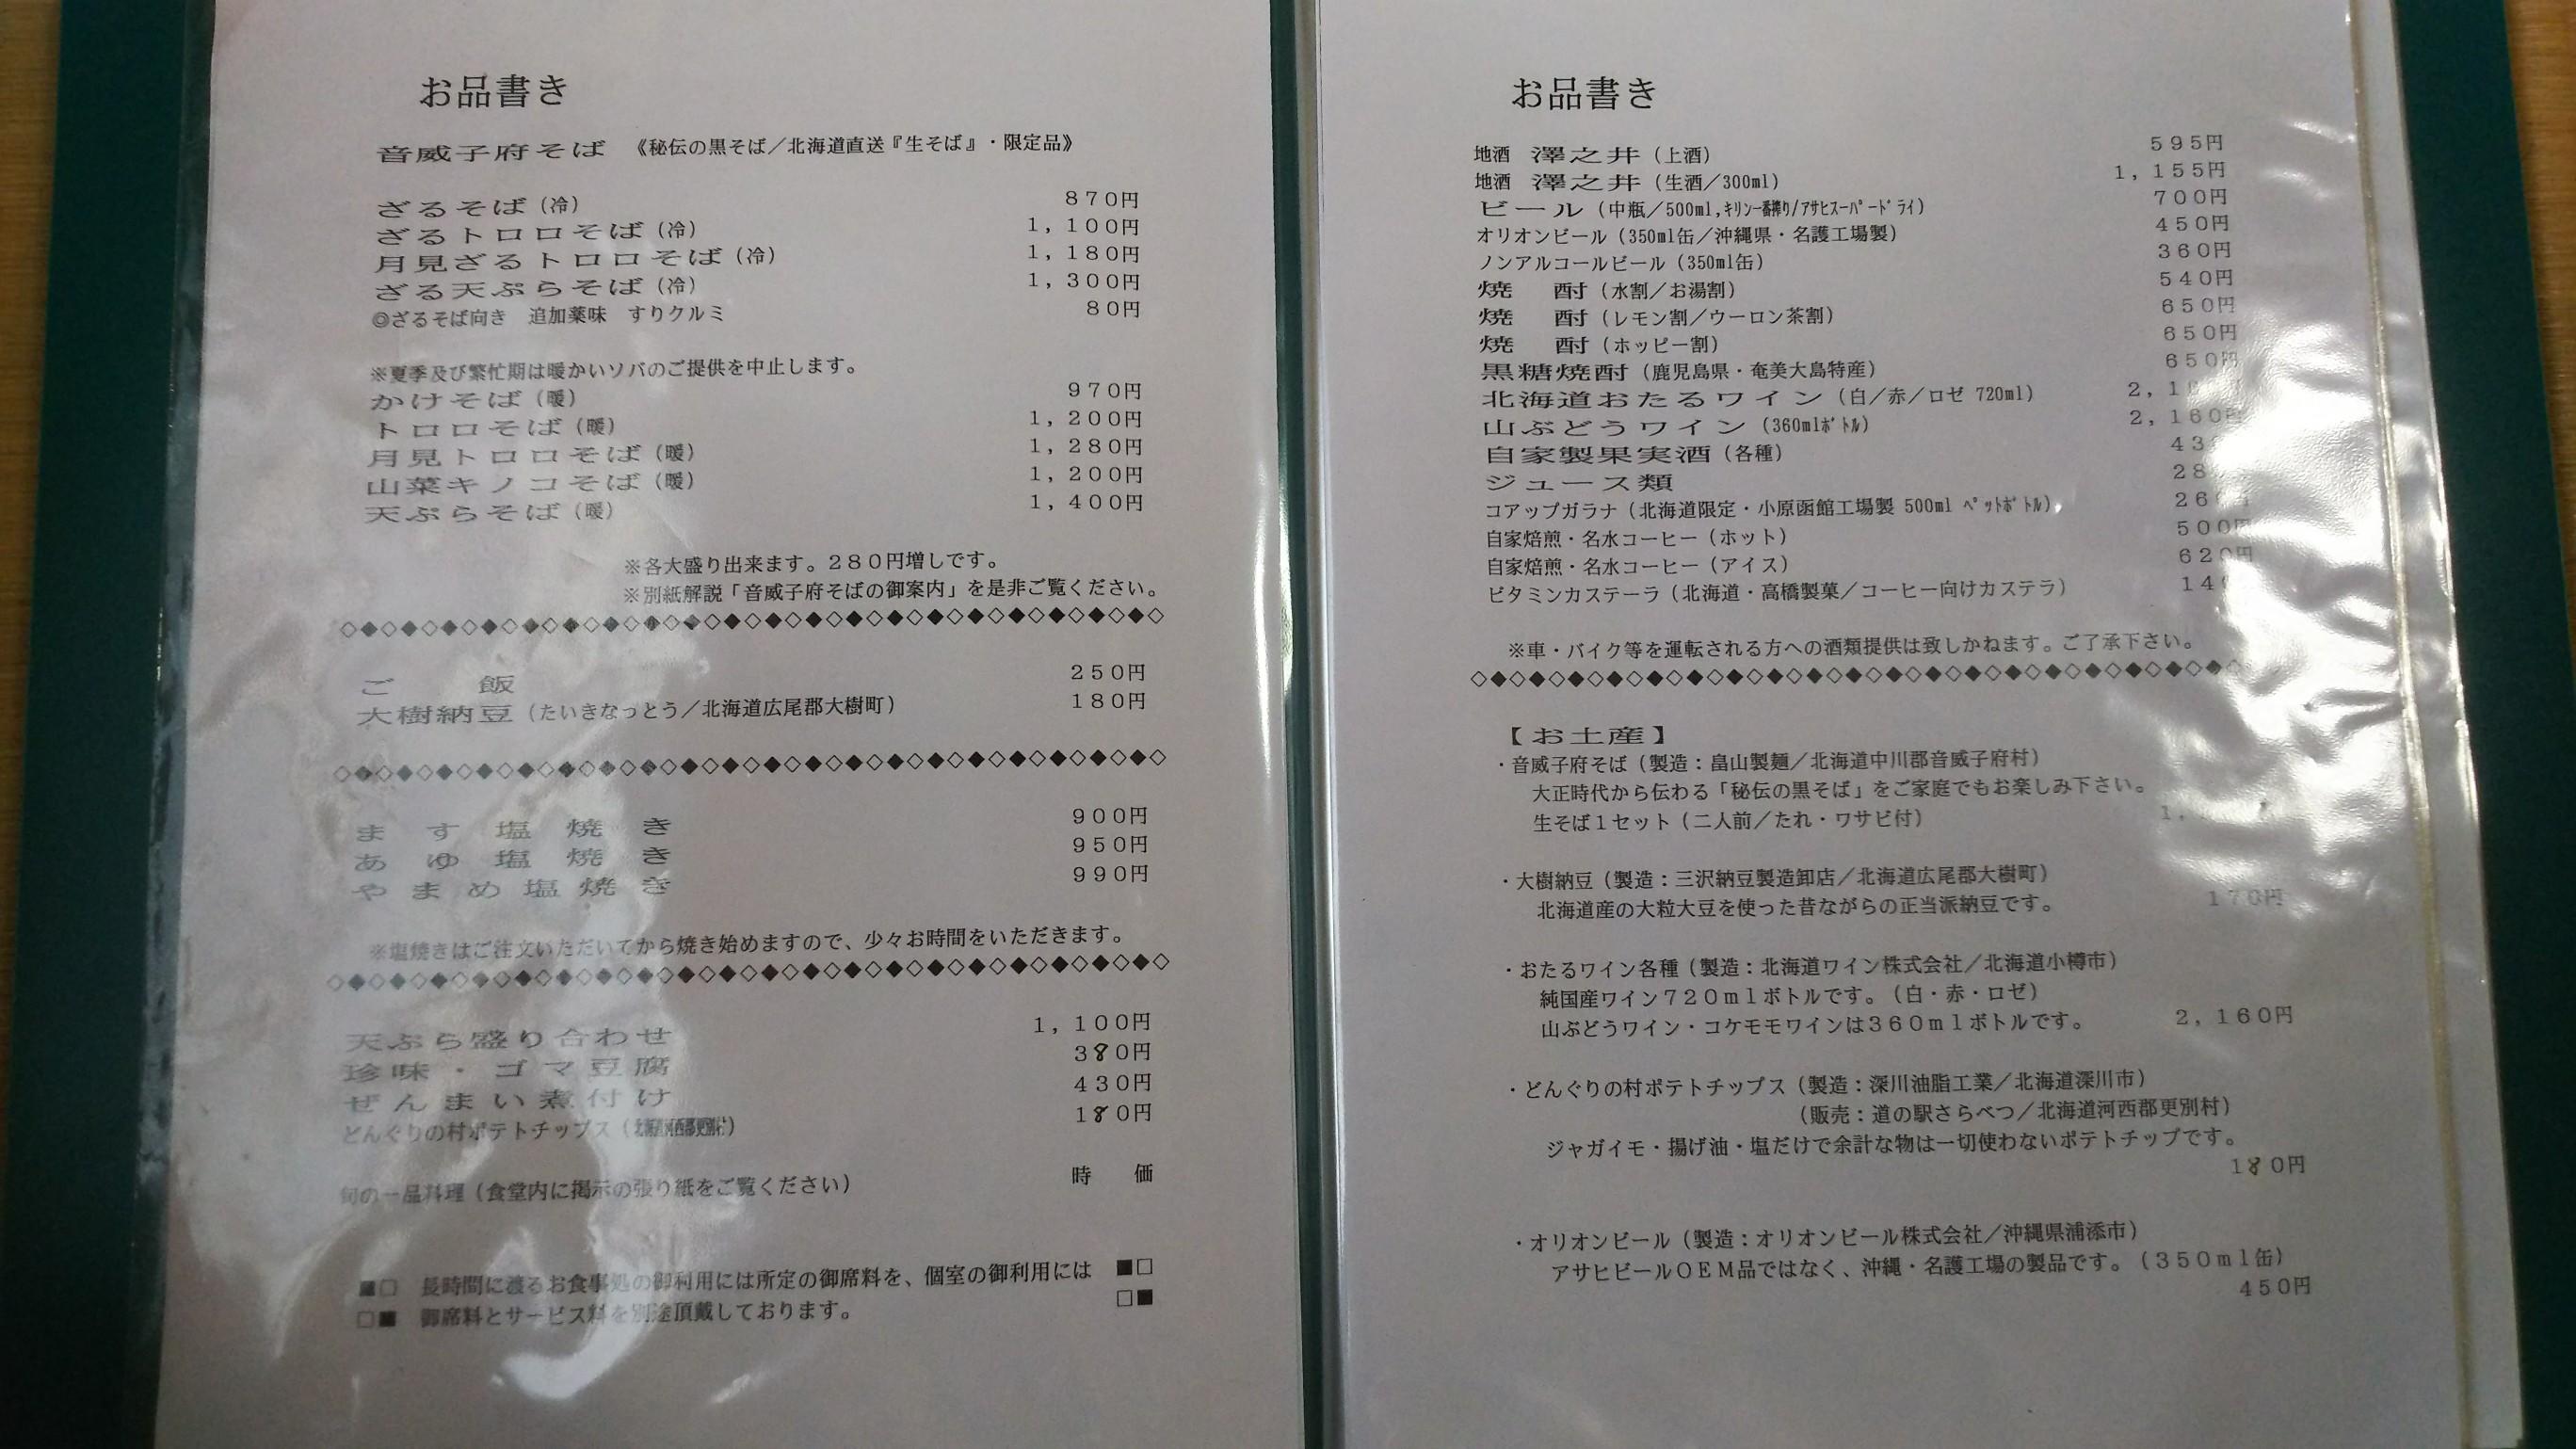 お品書き
音威子府そば 《秘伝の黒そば／北海道直送『生そば』・限定品》
ざるそば（冷） 870円
ざるトロロそば（冷） 1,100円
月見ざるトロロそば（冷） 1,180円
ざる天ぷらそば（冷） 1,300円
◎ざるそば向き 追加薬味 すりクルミ 80円
※夏季及び繁忙期は暖かいソバのご提供を中止します。
かけそば（暖） 970円
トロロそば（暖） 1,200円
月見トロロそば（暖） 1,280円
山菜キノコそば（暖） 1,200円
天ぷらそば（暖） 1,400円
※各大盛り出来ます。280円増しです。
※別紙解説「音威子府そばの御案内」を是非ご覧ください。
ご 飯 250円
大樹納豆（たいきなっとう／北海道広尾郡大樹町） 180円
ます塩焼き 900円
あゆ塩焼き 950円
やまめ塩焼き 990円
※塩焼きはご注文いただいてから焼き始めますので、少々お時間をいただきます。
天ぷら盛り合わせ 1,100円
珍味・ゴマ豆腐 380円
ぜんまい煮付け 430円
どんぐりの村ポテトチップス 180円
旬の一品料理（食堂内に掲示の張り紙をご覧ください） 時 価
■□ 長時間に渡るお食事処の御利用には所定の御席料を、個室の御利用には ■□
□■ 御席料とサービス料を別途頂戴しております。 □■
お品書き
地酒 澤之井（上酒） 595円
地酒 澤之井（生酒／300ml） 1,155円
ビール（中瓶／500ml,ｷﾘﾝ一番搾り/ｱｻﾋｽｰﾊﾟｰﾄﾞﾗｲ） 700円
オリオンビール（350ml缶／沖縄県・名護工場製） 450円
ノンアルコールビール（350ml缶） 360円
焼 酎（水割／お湯割） 540円
焼 酎（レモン割／ウーロン茶割） 650円
焼 酎（ホッピー割） 650円
黒糖焼酎（鹿児島県・奄美大島特産） 650円
北海道おたるワイン（白／赤／ロゼ 720ml）
山ぶどうワイン（360mlﾎﾞﾄﾙ） 2,160円
自家製果実酒（各種）
ジュース類
コアップガラナ（北海道限定・小原函館工場製 500ml ﾍﾟｯﾄﾎﾞﾄﾙ）
自家焙煎・名水コーヒー（ホット） 500円
自家焙煎・名水コーヒー（アイス） 620円
ビタミンカステーラ（北海道・高橋製菓／コーヒー向けカステラ）
※車・バイク等を運転される方への酒類提供は致しかねます。ご了承下さい。
【お土産】
・音威子府そば（製造：畠山製麺／北海道中川郡音威子府村）
大正時代から伝わる「秘伝の黒そば」をご家庭でもお楽しみ下さい。
生そば１セット（二人前／たれ・ワサビ付）
・大樹納豆（製造：三沢納豆製造卸店／北海道広尾郡大樹町）
北海道産の大粒大豆を使った昔ながらの正当派納豆です。 170円
・おたるワイン各種（製造：北海道ワイン株式会社／北海道小樽市）
純国産ワイン720mlボトルです。（白・赤・ロゼ）
山ぶどうワイン・コケモモワインは360mlボトルです。 2,160円
・どんぐりの村ポテトチップス（製造：深川油脂工業／北海道深川市）
（販売：道の駅さらべつ／北海道河西郡更別村）
ジャガイモ・揚げ油・塩だけで余計な物は一切使わないポテトチップです。
180円
・オリオンビール（製造：オリオンビール株式会社／沖縄県浦添市）
アサヒビールOEM品ではなく、沖縄・名護工場の製品です。（350ml缶）
450円